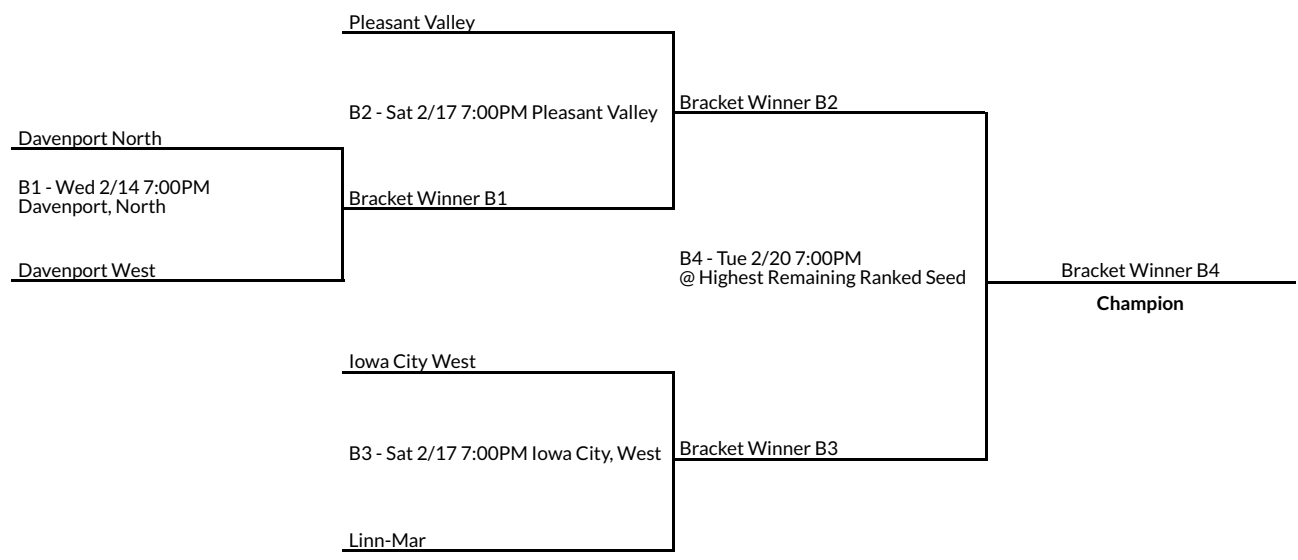 Pleasant Valley
B2 - Sat 2/17 7:00PM Pleasant Valley
Bracket Winner B2
Davenport North
B1 - Wed 2/14 7:00PM
Davenport, North
Bracket Winner B1
Davenport West
B4 - Tue 2/20 7:00PM
@ Highest Remaining Ranked Seed
Bracket Winner B4
Champion
Iowa City West
B3 - Sat 2/17 7:00PM Iowa City, West
Bracket Winner B3
Linn-Mar